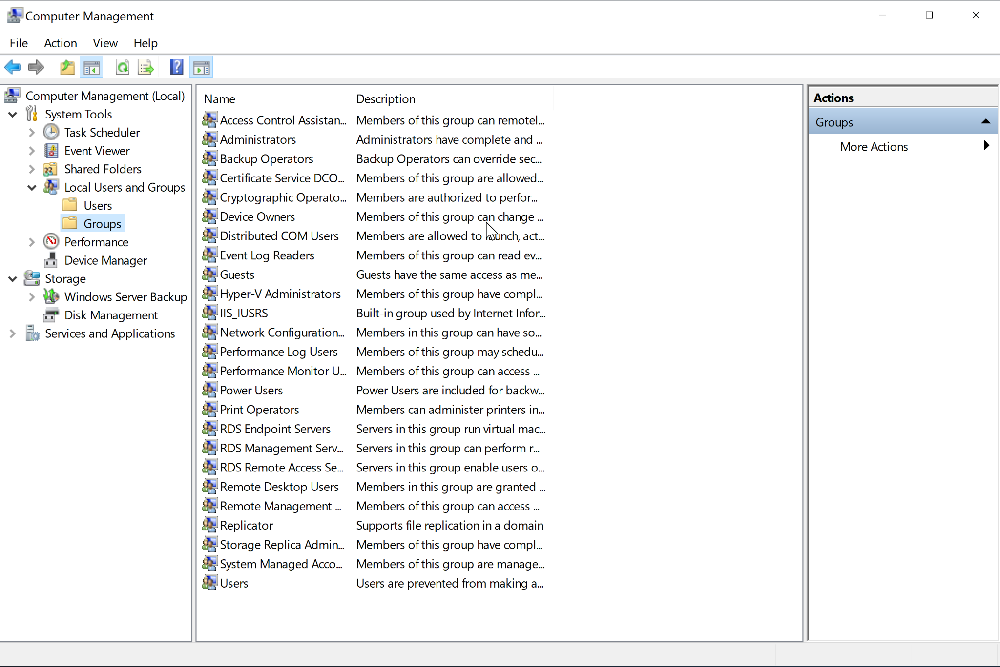 Computer Management
File Action View Help
Computer Management (Local)
System Tools
Task Scheduler
Event Viewer
Shared Folders
Local Users and Groups
Users
Groups
Performance
Device Manager
Storage
Windows Server Backup
Disk Management
Services and Applications
Name Description
Access Control Assistan... Members of this group can remotel...
Administrators Administrators have complete and ...
Backup Operators Backup Operators can override sec...
Certificate Service DCO... Members of this group are allowed...
Cryptographic Operato... Members are authorized to perfor...
Device Owners Members of this group can change ...
Distributed COM Users Members are allowed to launch, act...
Event Log Readers Members of this group can read ev...
Guests Guests have the same access as me...
Hyper-V Administrators Members of this group have compl...
IIS_IUSRS Built-in group used by Internet Infor...
Network Configuration... Members in this group can have so...
Performance Log Users Members of this group may schedu...
Performance Monitor U... Members of this group can access ...
Power Users Power Users are included for backw...
Print Operators Members can administer printers in...
RDS Endpoint Servers Servers in this group run virtual mac...
RDS Management Serv... Servers in this group can perform r...
RDS Remote Access Se... Servers in this group enable users o...
Remote Desktop Users Members in this group are granted ...
Remote Management ... Members of this group can access ...
Replicator Supports file replication in a domain
Storage Replica Admin... Members of this group have compl...
System Managed Acco... Members of this group are manage...
Users Users are prevented from making a...
Actions
Groups
More Actions